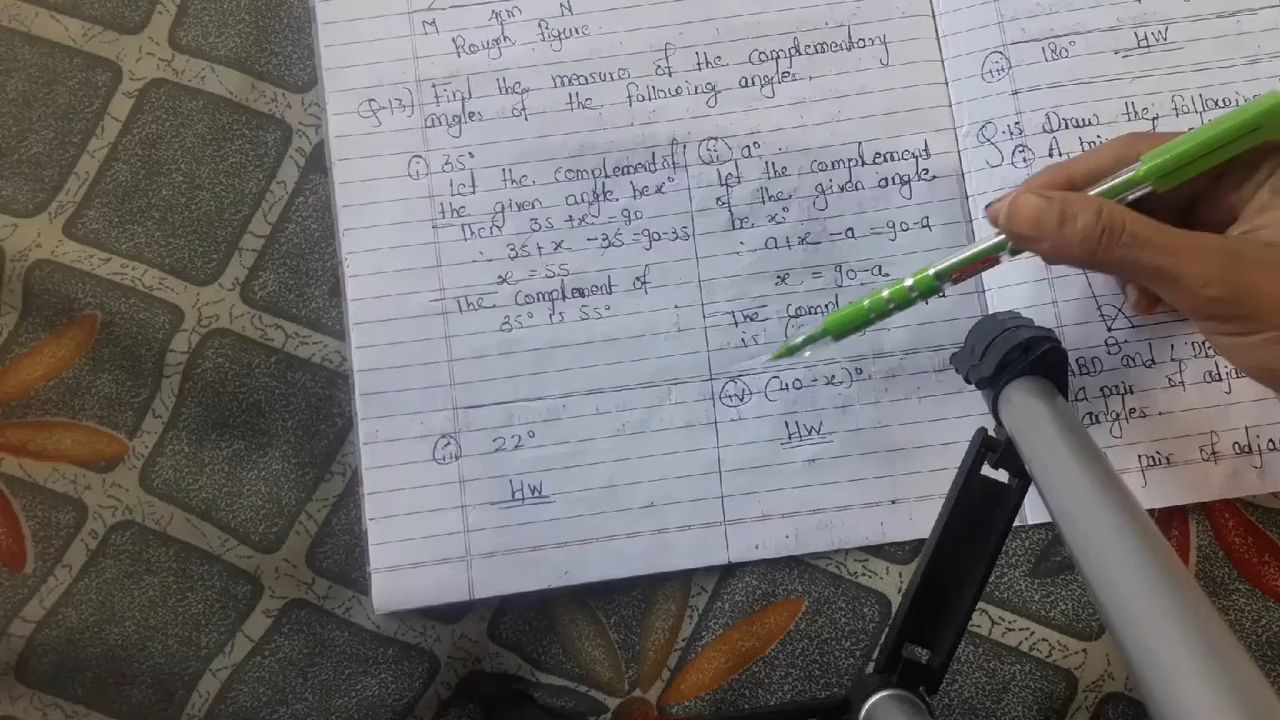 M 4cm N
Rough figure
Q.13) Find the measures of the complementary
angles of the following angles.
(i) 35°
Let the complement of
the given angle be x°
Then 35 + x = 90
∴ 35 + x - 35 = 90 - 35
x = 55
The complement of
35° is 55°
(ii) a°
Let the complement
of the given angle
be x°
∴ a + x - a = 90 - a
x = 90 - a
The
is
(iii) 22°
HW
(iv) (40 - x)°
HW
(iii) 180° HW
Q.15 Draw the following
(i) A
B
ABD and
a pair of
angles.
pair of